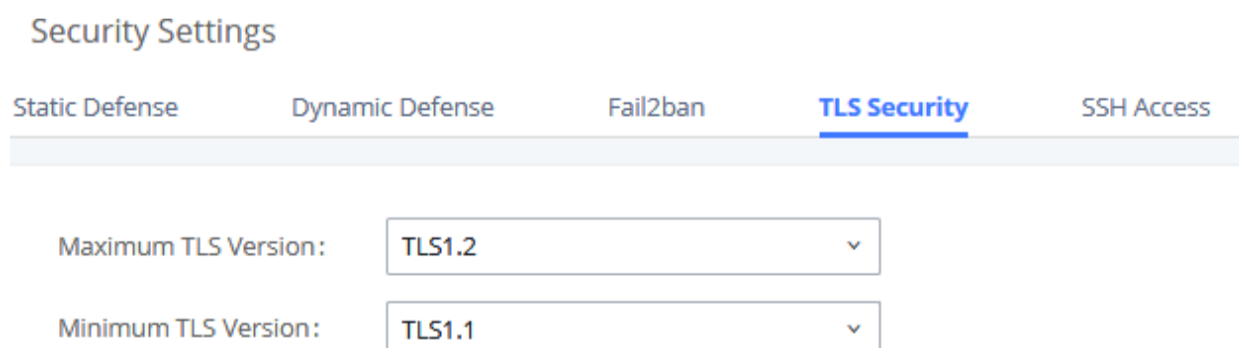 Security Settings
Static Defense Dynamic Defense Fail2ban TLS Security SSH Access
Maximum TLS Version: TLS1.2
Minimum TLS Version: TLS1.1